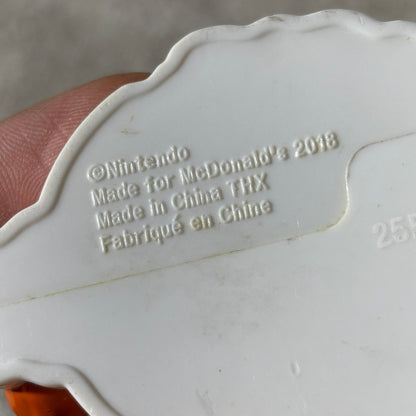 ©Nintendo
Made for McDonald's 2018
Made in China THX
Fabriqué en Chine